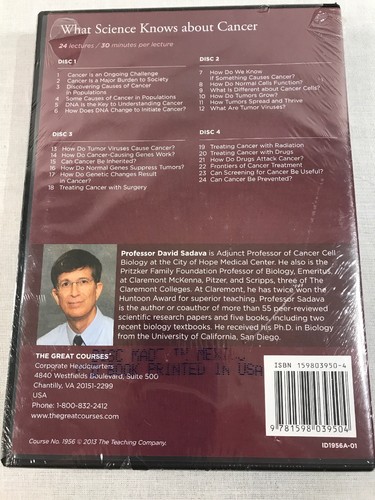 What Science Knows about Cancer
24 lectures / 30 minutes per lecture
DISC 1
1 Cancer is an Ongoing Challenge
2 Cancer Is a Major Burden to Society
3 Discovering Causes of Cancer
in Populations
4 Some Causes of Cancer in Populations
5 DNA Is the Key to Understanding Cancer
6 How Does DNA Change to Initiate Cancer?
DISC 2
7 How Do We Know
if Something Causes Cancer?
8 How Do Normal Cells Function?
9 What Is Different about Cancer Cells?
10 How Do Tumors Grow?
11 How Tumors Spread and Thrive
12 What Are Tumor Viruses?
DISC 3
13 How Do Tumor Viruses Cause Cancer?
14 How Do Cancer-Causing Genes Work?
15 Can Cancer Be Inherited?
16 How Do Normal Genes Suppress Tumors?
17 How Do Genetic Changes Result
in Cancer?
18 Treating Cancer with Surgery
DISC 4
19 Treating Cancer with Radiation
20 Treating Cancer with Drugs
21 How Do Drugs Attack Cancer?
22 Frontiers of Cancer Treatment
23 Can Screening for Cancer Be Useful?
24 Can Cancer Be Prevented?
Professor David Sadava is Adjunct Professor of Cancer Cell
Biology at the City of Hope Medical Center. He also is the
Pritzker Family Foundation Professor of Biology, Emeritus,
at Claremont McKenna, Pitzer, and Scripps, three of The
Claremont Colleges. At Claremont, he has twice won the
Huntoon Award for superior teaching. Professor Sadava
is the author or coauthor of more than 55 peer-reviewed
scientific research papers and five books, including two
recent biology textbooks. He received his Ph.D. in Biology
from the University of California, San Diego.
THE GREAT COURSES®
Corporate Headquarters
4840 Westfields Boulevard, Suite 500
Chantilly, VA 20151-2299
USA
Phone: 1-800-832-2412
www.thegreatcourses.com
PRINTED IN USA
ISBN 159803950-4
9 781598 039504
Course No. 1956 © 2013 The Teaching Company.
ID1956A-01